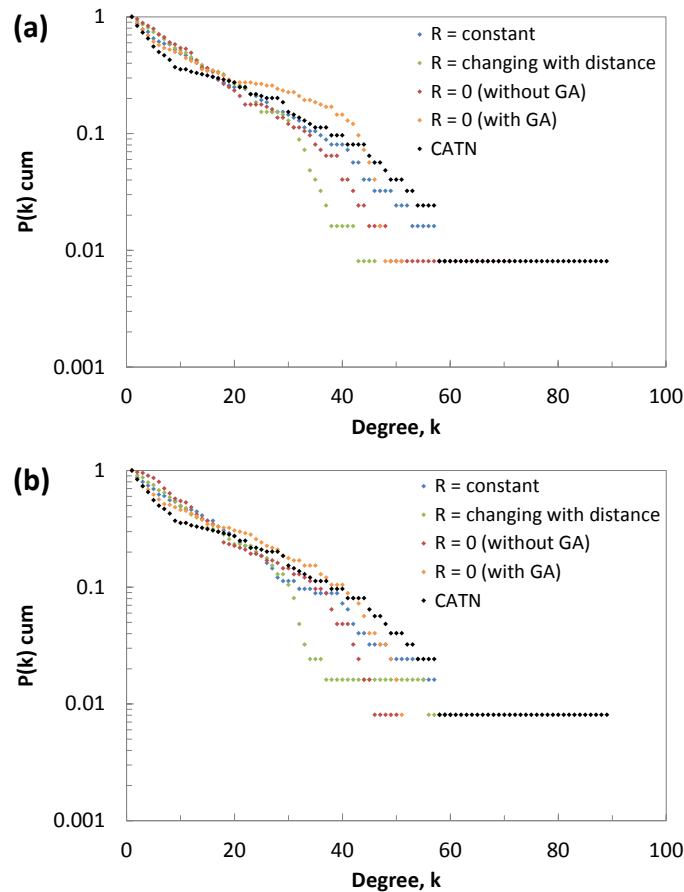 (a)
1
0.1
0.01
0.001
P(k) cum
R = constant
R = changing with distance
R = 0 (without GA)
R = 0 (with GA)
CATN
0 20 40 60 80 100
Degree, k
(b)
1
0.1
0.01
0.001
P(k) cum
R = constant
R = changing with distance
R = 0 (without GA)
R = 0 (with GA)
CATN
0 20 40 60 80 100
Degree, k